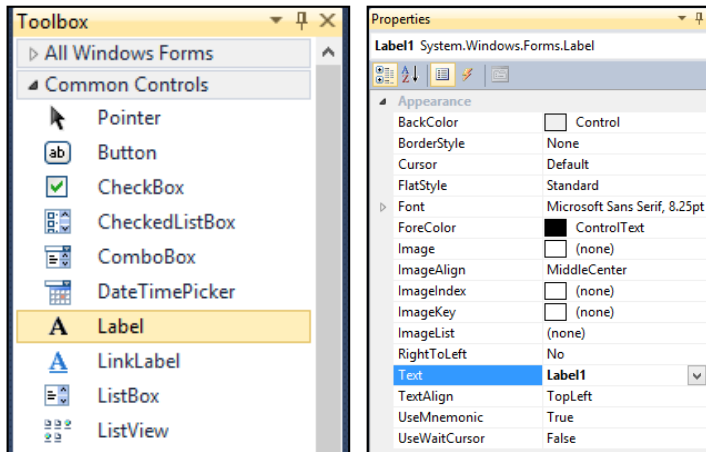 Toolbox
All Windows Forms
Common Controls
Pointer
ab Button
CheckBox
CheckedListBox
ComboBox
DateTimePicker
A Label
A LinkLabel
ListBox
ListView
Properties
Label1 System.Windows.Forms.Label
Appearance
BackColor Control
BorderStyle None
Cursor Default
FlatStyle Standard
Font Microsoft Sans Serif, 8.25pt
ForeColor ControlText
Image (none)
ImageAlign MiddleCenter
ImageIndex (none)
ImageKey (none)
ImageList (none)
RightToLeft No
Text Label1
TextAlign TopLeft
UseMnemonic True
UseWaitCursor False